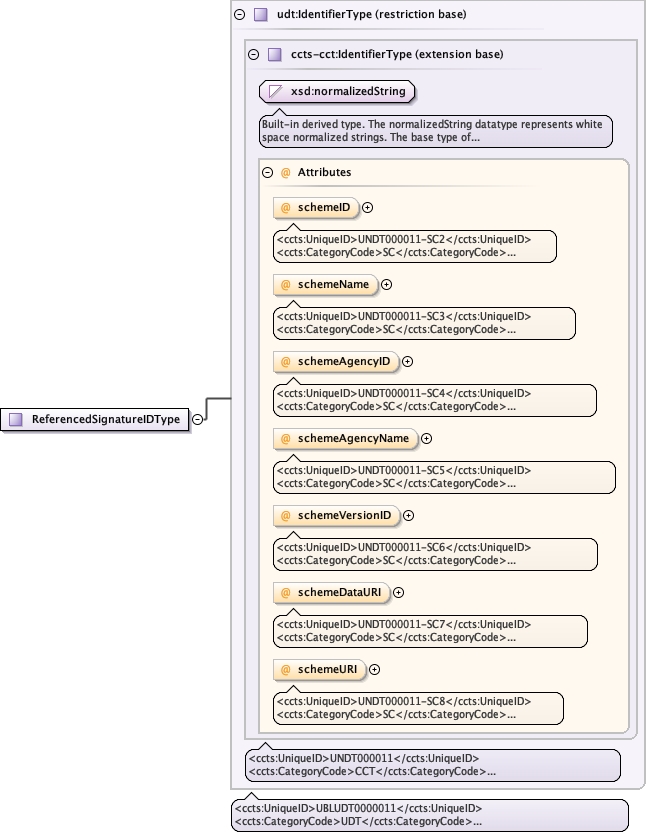 udt:IdentifierType (restriction base)
ccts-cct:IdentifierType (extension base)
xsd:normalizedString
Built-in derived type. The normalizedString datatype represents white
space normalized strings. The base type of...
@ Attributes
@ schemeID
<ccts:UniqueID>UNDT000011-SC2</ccts:UniqueID>
<ccts:CategoryCode>SC</ccts:CategoryCode>...
@ schemeName
<ccts:UniqueID>UNDT000011-SC3</ccts:UniqueID>
<ccts:CategoryCode>SC</ccts:CategoryCode>...
@ schemeAgencyID
<ccts:UniqueID>UNDT000011-SC4</ccts:UniqueID>
<ccts:CategoryCode>SC</ccts:CategoryCode>...
ReferencedSignatureIDType
@ schemeAgencyName
<ccts:UniqueID>UNDT000011-SC5</ccts:UniqueID>
<ccts:CategoryCode>SC</ccts:CategoryCode>...
@ schemeVersionID
<ccts:UniqueID>UNDT000011-SC6</ccts:UniqueID>
<ccts:CategoryCode>SC</ccts:CategoryCode>...
@ schemeDataURI
<ccts:UniqueID>UNDT000011-SC7</ccts:UniqueID>
<ccts:CategoryCode>SC</ccts:CategoryCode>...
@ schemeURI
<ccts:UniqueID>UNDT000011-SC8</ccts:UniqueID>
<ccts:CategoryCode>SC</ccts:CategoryCode>...
<ccts:UniqueID>UNDT000011</ccts:UniqueID>
<ccts:CategoryCode>CCT</ccts:CategoryCode>...
<ccts:UniqueID>UBLUDT0000011</ccts:UniqueID>
<ccts:CategoryCode>UDT</ccts:CategoryCode>...